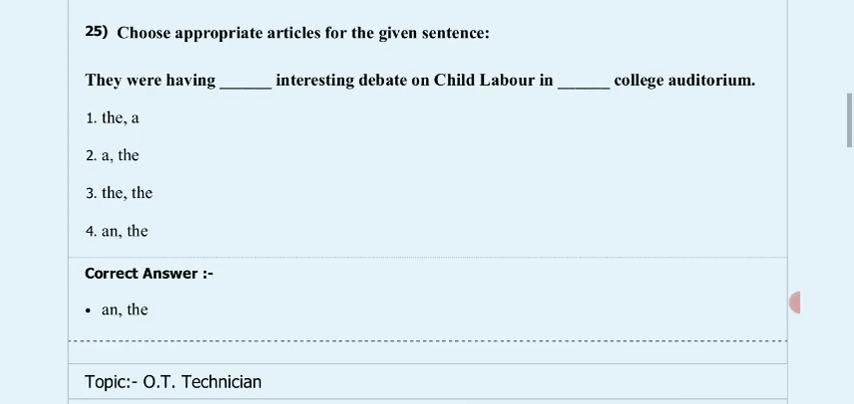 25) Choose appropriate articles for the given sentence:
They were having ______ interesting debate on Child Labour in ______ college auditorium.
1. the, a
2. a, the
3. the, the
4. an, the
Correct Answer :-
• an, the
Topic:- O.T. Technician